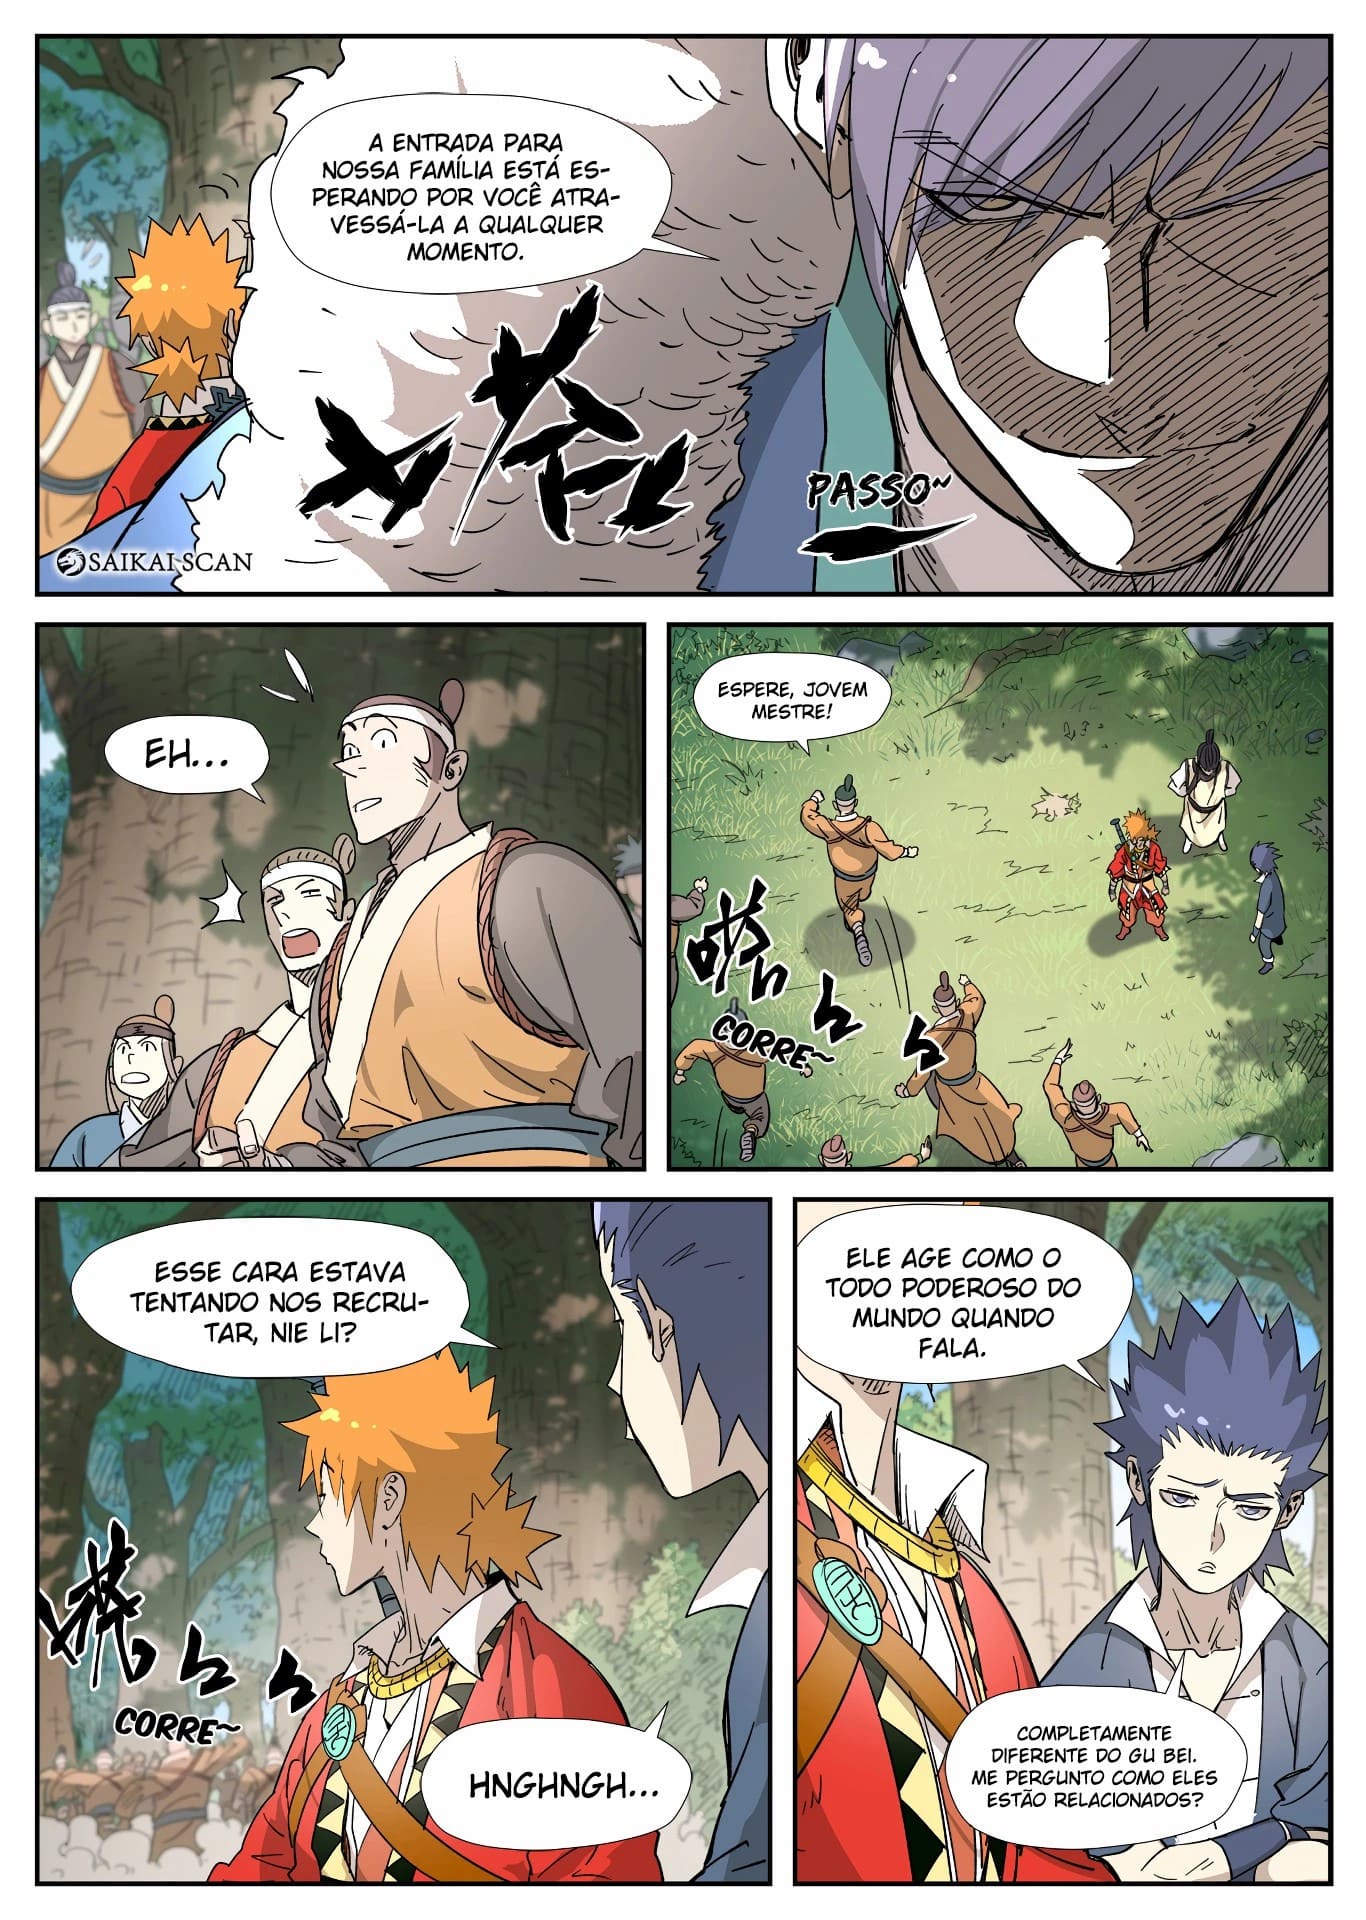 A ENTRADA PARA
NOSSA FAMÍLIA ESTÁ ES-
PERANDO POR VOCÊ ATRA-
VESSÁ-LA A QUALQUER
MOMENTO.
PASSO~
SAIKAI SCAN
EH...
ESPERE, JOVEM
MESTRE!
CORRE~
ESSE CARA ESTAVA
TENTANDO NOS RECRU-
TAR, NIE LI?
CORRE~
HNGHNGH...
ELE AGE COMO O
TODO PODEROSO DO
MUNDO QUANDO
FALA.
COMPLETAMENTE
DIFERENTE DO GU BEI.
ME PERGUNTO COMO ELES
ESTÃO RELACIONADOS?